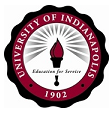 UNIVERSITY OF INDIANAPOLIS
Education for Service
1902